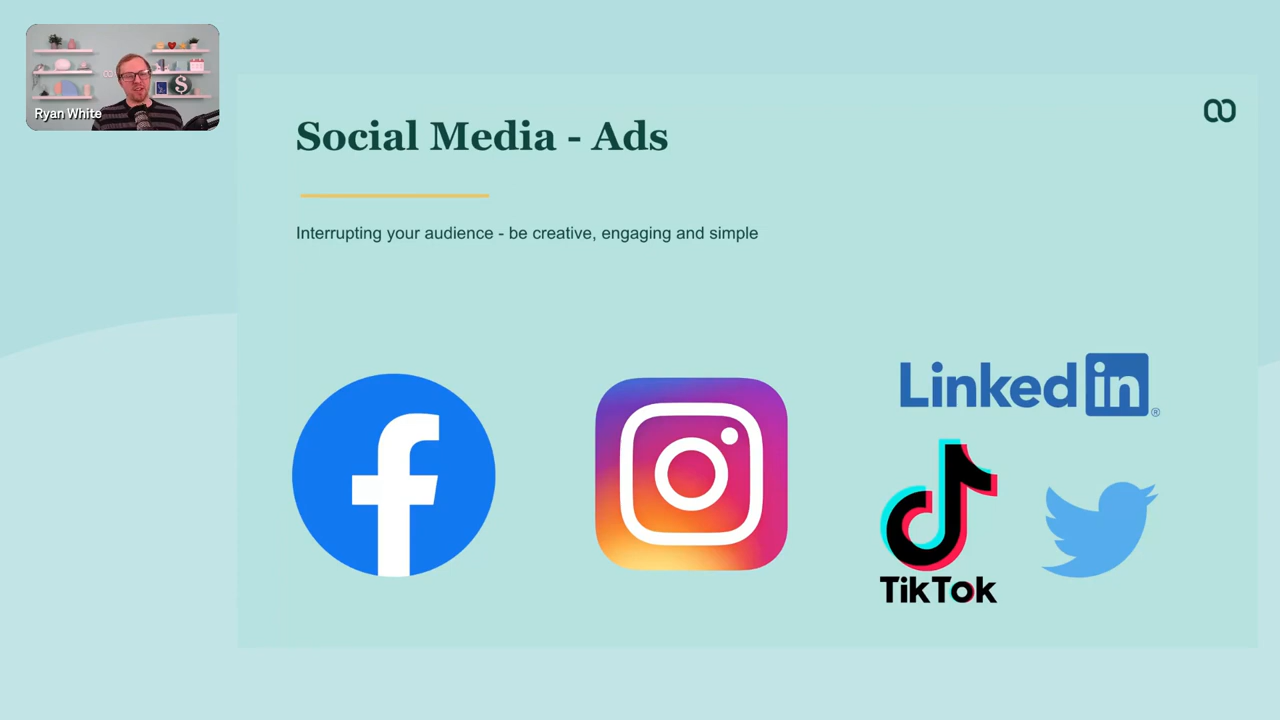 Ryan White
Social Media - Ads
Interrupting your audience - be creative, engaging and simple
Linked in ®
TikTok